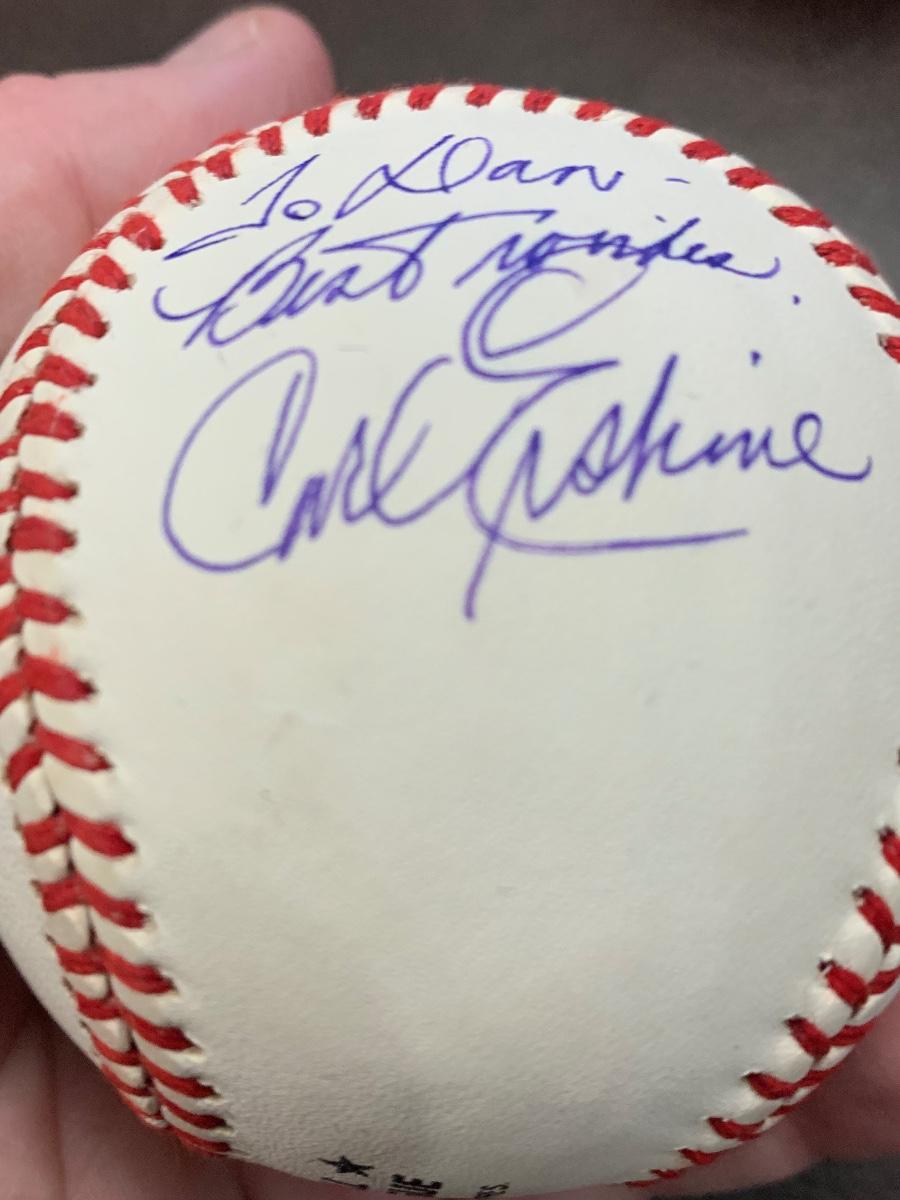 To Dan -
Best wishes.
Carl Erskine